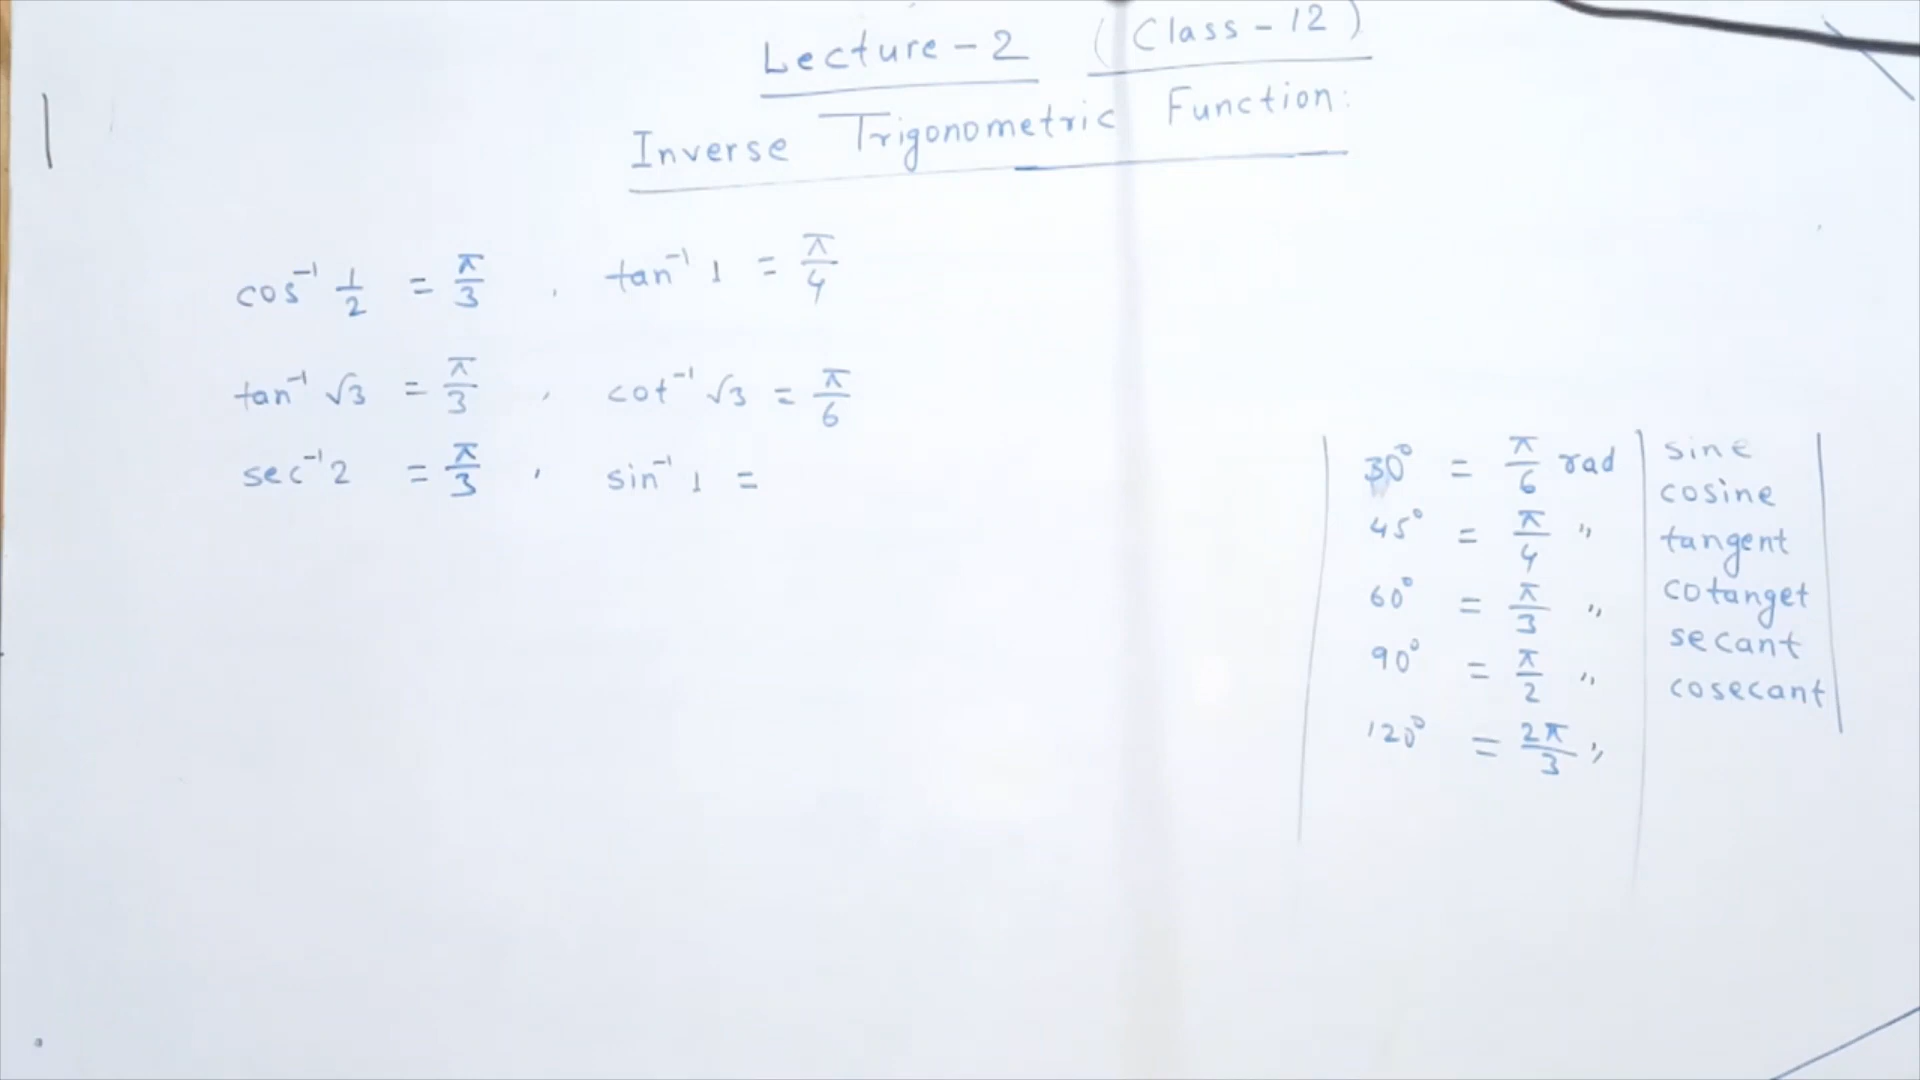 Lecture - 2 (Class - 12)
Inverse Trigonometric Function:
cos⁻¹ 1/2 = π/3 , tan⁻¹ 1 = π/4
tan⁻¹ √3 = π/3 , cot⁻¹ √3 = π/6
sec⁻¹ 2 = π/3 , sin⁻¹ 1 =
30° = π/6 rad
45° = π/4 "
60° = π/3 "
90° = π/2 "
120° = 2π/3 "
sine
cosine
tangent
cotanget
secant
cosecant